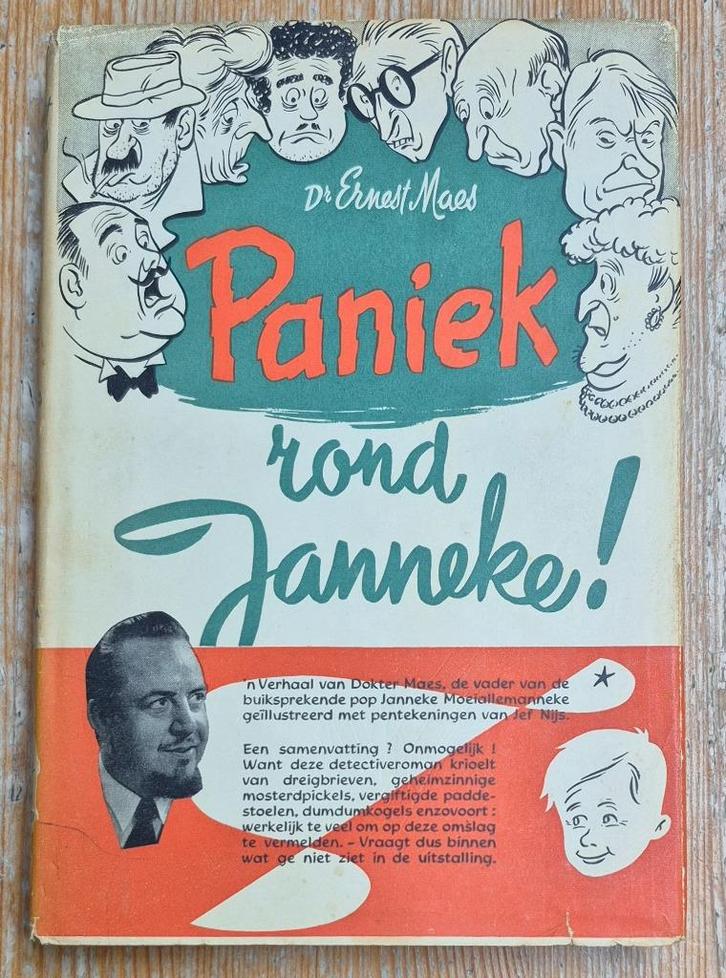 Dr Ernest Maes
Paniek
rond
Janneke!
'n Verhaal van Dokter Maes, de vader van de
buiksprekende pop Janneke Moeiallemanneke
geïllustreerd met pentekeningen van Jef Nijs.
Een samenvatting ? Onmogelijk !
Want deze detectiveroman krioelt
van dreigbrieven, geheimzinnige
mosterdpickels, vergiftigde padde-
stoelen, dumdumkogels enzovoort :
werkelijk te veel om op deze omslag
te vermelden. - Vraagt dus binnen
wat ge niet ziet in de uitstalling.